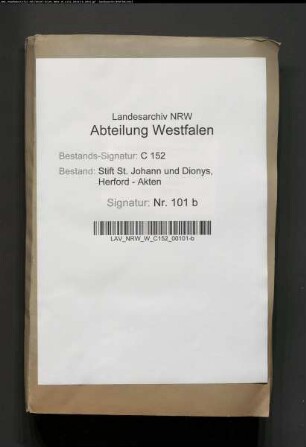 Landesarchiv NRW
Abteilung Westfalen
Bestands-Signatur: C 152
Bestand: Stift St. Johann und Dionys,
Herford - Akten
Signatur: Nr. 101 b
LAV_NRW_W_C152_00101-b